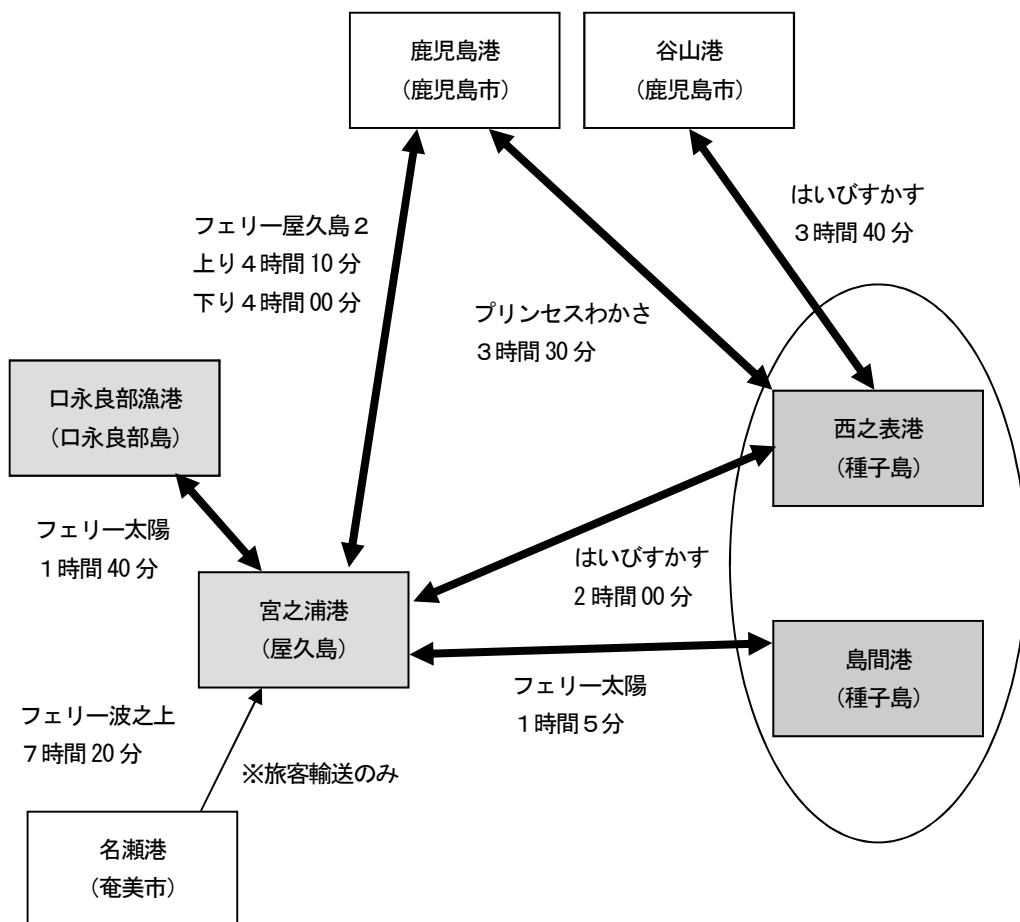 鹿児島港
(鹿児島市)
谷山港
(鹿児島市)
はいびすかす
３時間 40 分
フェリー屋久島２
上り４時間 10 分
下り４時間 00 分
プリンセスわかさ
３時間 30 分
口永良部漁港
(口永良部島)
西之表港
(種子島)
フェリー太陽
１時間 40 分
はいびすかす
2 時間 00 分
宮之浦港
(屋久島)
島間港
(種子島)
フェリー太陽
１時間５分
フェリー波之上
７時間 20 分
※旅客輸送のみ
名瀬港
(奄美市)